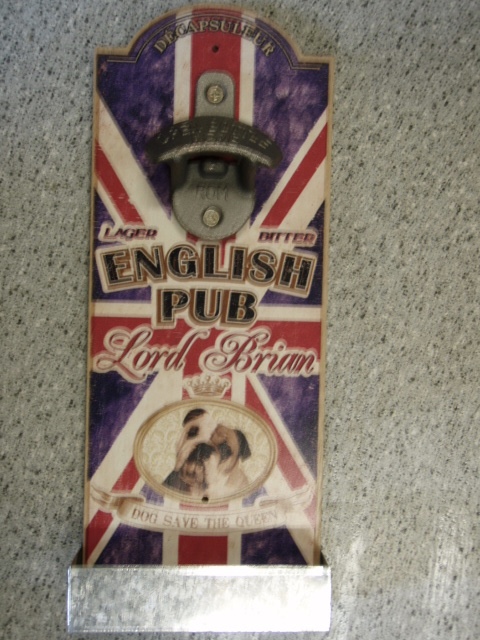 DÉCAPSULEUR
LAGER BITTER
ENGLISH
PUB
Lord Brian
DOG SAVE THE QUEEN